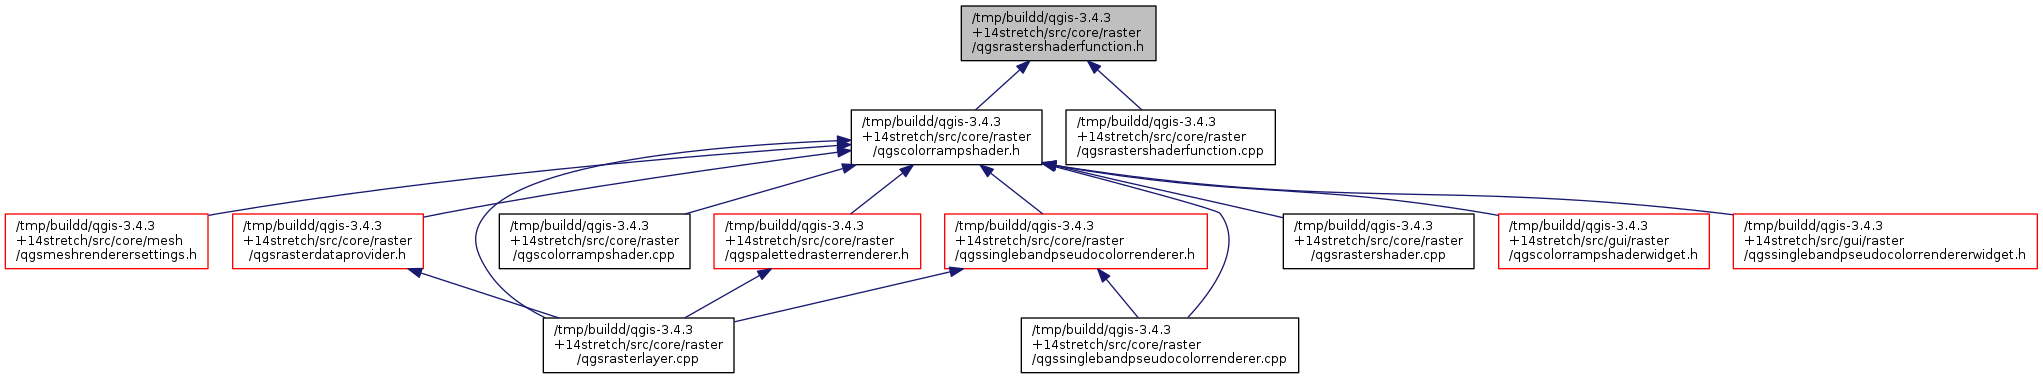 /tmp/buildd/qgis-3.4.3
+14stretch/src/core/raster
/qgsrastershaderfunction.h
/tmp/buildd/qgis-3.4.3
+14stretch/src/core/raster
/qgscolorrampshader.h
/tmp/buildd/qgis-3.4.3
+14stretch/src/core/raster
/qgsrastershaderfunction.cpp
/tmp/buildd/qgis-3.4.3
+14stretch/src/core/mesh
/qgsmeshrenderersettings.h
/tmp/buildd/qgis-3.4.3
+14stretch/src/core/raster
/qgsrasterdataprovider.h
/tmp/buildd/qgis-3.4.3
+14stretch/src/core/raster
/qgscolorrampshader.cpp
/tmp/buildd/qgis-3.4.3
+14stretch/src/core/raster
/qgspalettedrasterrenderer.h
/tmp/buildd/qgis-3.4.3
+14stretch/src/core/raster
/qgssinglebandpseudocolorrenderer.h
/tmp/buildd/qgis-3.4.3
+14stretch/src/core/raster
/qgsrastershader.cpp
/tmp/buildd/qgis-3.4.3
+14stretch/src/gui/raster
/qgscolorrampshaderwidget.h
/tmp/buildd/qgis-3.4.3
+14stretch/src/gui/raster
/qgssinglebandpseudocolorrendererwidget.h
/tmp/buildd/qgis-3.4.3
+14stretch/src/core/raster
/qgsrasterlayer.cpp
/tmp/buildd/qgis-3.4.3
+14stretch/src/core/raster
/qgssinglebandpseudocolorrenderer.cpp